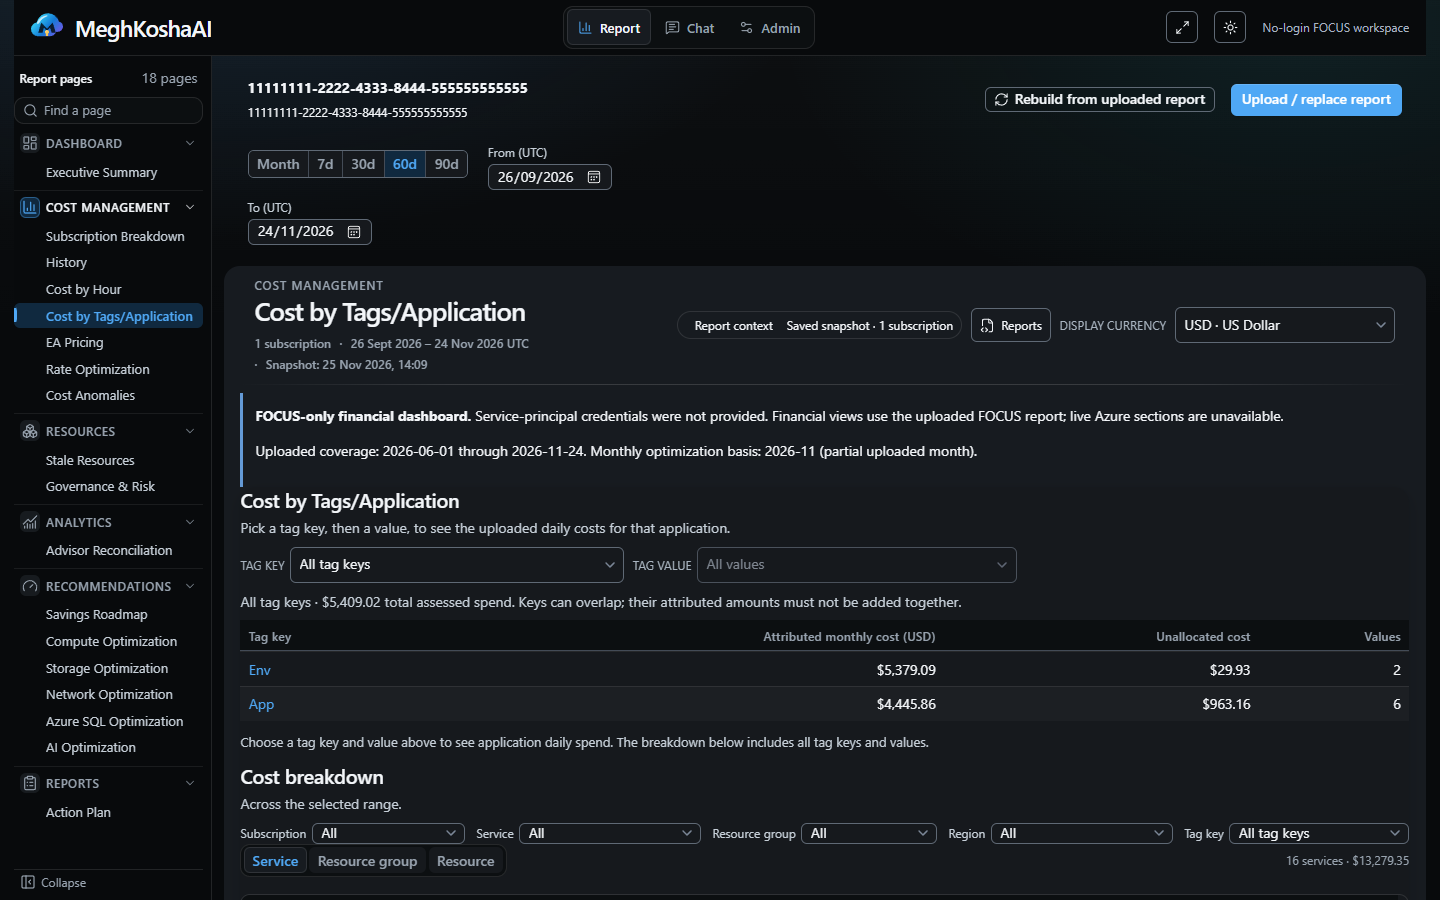 MeghKoshaAI
Report
Chat
Admin
No-login FOCUS workspace
Report pages
18 pages
Find a page
DASHBOARD
Executive Summary
COST MANAGEMENT
Subscription Breakdown
History
Cost by Hour
Cost by Tags/Application
EA Pricing
Rate Optimization
Cost Anomalies
RESOURCES
Stale Resources
Governance & Risk
ANALYTICS
Advisor Reconciliation
RECOMMENDATIONS
Savings Roadmap
Compute Optimization
Storage Optimization
Network Optimization
Azure SQL Optimization
AI Optimization
REPORTS
Action Plan
Collapse
11111111-2222-4333-8444-555555555555
11111111-2222-4333-8444-555555555555
Rebuild from uploaded report
Upload / replace report
Month 7d 30d 60d 90d
From (UTC)
26/09/2026
To (UTC)
24/11/2026
COST MANAGEMENT
Cost by Tags/Application
1 subscription · 26 Sept 2026 – 24 Nov 2026 UTC
· Snapshot: 25 Nov 2026, 14:09
Report context Saved snapshot · 1 subscription
Reports
DISPLAY CURRENCY
USD · US Dollar
FOCUS-only financial dashboard. Service-principal credentials were not provided. Financial views use the uploaded FOCUS report; live Azure sections are unavailable.
Uploaded coverage: 2026-06-01 through 2026-11-24. Monthly optimization basis: 2026-11 (partial uploaded month).
Cost by Tags/Application
Pick a tag key, then a value, to see the uploaded daily costs for that application.
TAG KEY All tag keys TAG VALUE All values
All tag keys · $5,409.02 total assessed spend. Keys can overlap; their attributed amounts must not be added together.
Tag key Attributed monthly cost (USD) Unallocated cost Values
Env $5,379.09 $29.93 2
App $4,445.86 $963.16 6
Choose a tag key and value above to see application daily spend. The breakdown below includes all tag keys and values.
Cost breakdown
Across the selected range.
Subscription All Service All Resource group All Region All Tag key All tag keys
Service Resource group Resource
16 services · $13,279.35